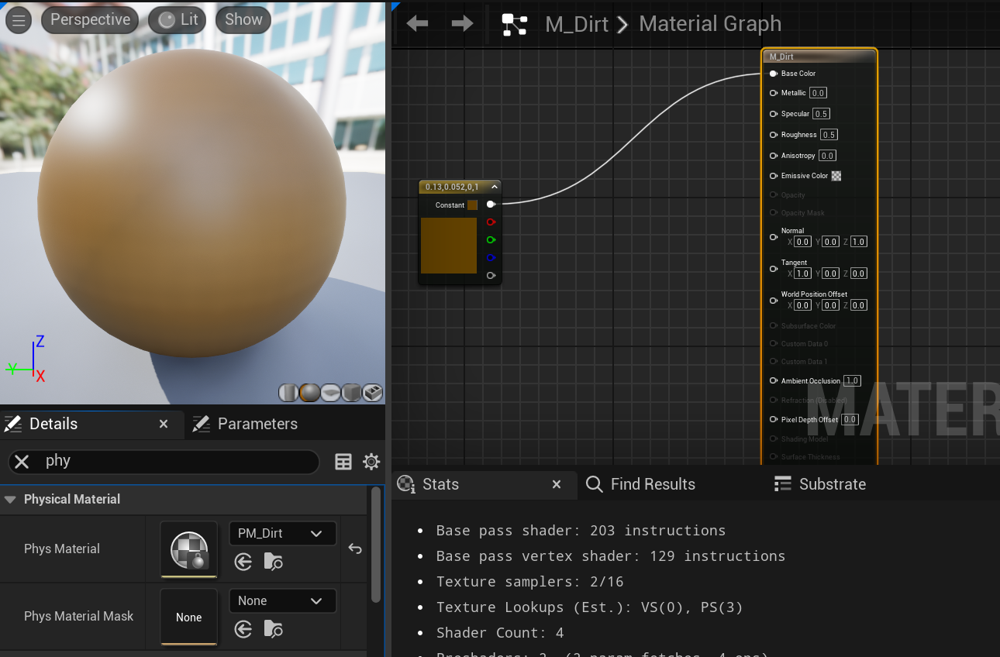 Perspective
Lit
Show
Z
Y
X
M_Dirt
Material Graph
0.13,0.052,0,1
Constant
M_Dirt
Base Color
Metallic 0.0
Specular 0.5
Roughness 0.5
Anisotropy 0.0
Emissive Color
Opacity
Opacity Mask
Normal
X 0.0 Y 0.0 Z 1.0
Tangent
X 1.0 Y 0.0 Z 0.0
World Position Offset
X 0.0 Y 0.0 Z 0.0
Subsurface Color
Custom Data 0
Custom Data 1
Ambient Occlusion 1.0
Refraction (Disabled)
Pixel Depth Offset 0.0
Shading Model
Surface Thickness
MATER
Details
Parameters
phy
Physical Material
Phys Material
PM_Dirt
Phys Material Mask
None
None
Stats
Find Results
Substrate
Base pass shader: 203 instructions
Base pass vertex shader: 129 instructions
Texture samplers: 2/16
Texture Lookups (Est.): VS(0), PS(3)
Shader Count: 4